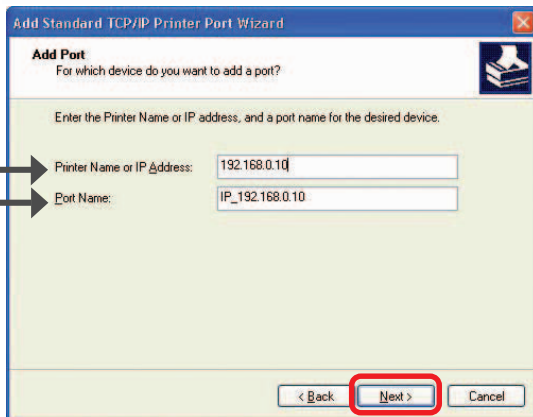 Add Standard TCP/IP Printer Port Wizard
Add Port
For which device do you want to add a port?
Enter the Printer Name or IP address, and a port name for the desired device.
Printer Name or IP Address: 192.168.0.10
Port Name: IP_192.168.0.10
< Back Next > Cancel